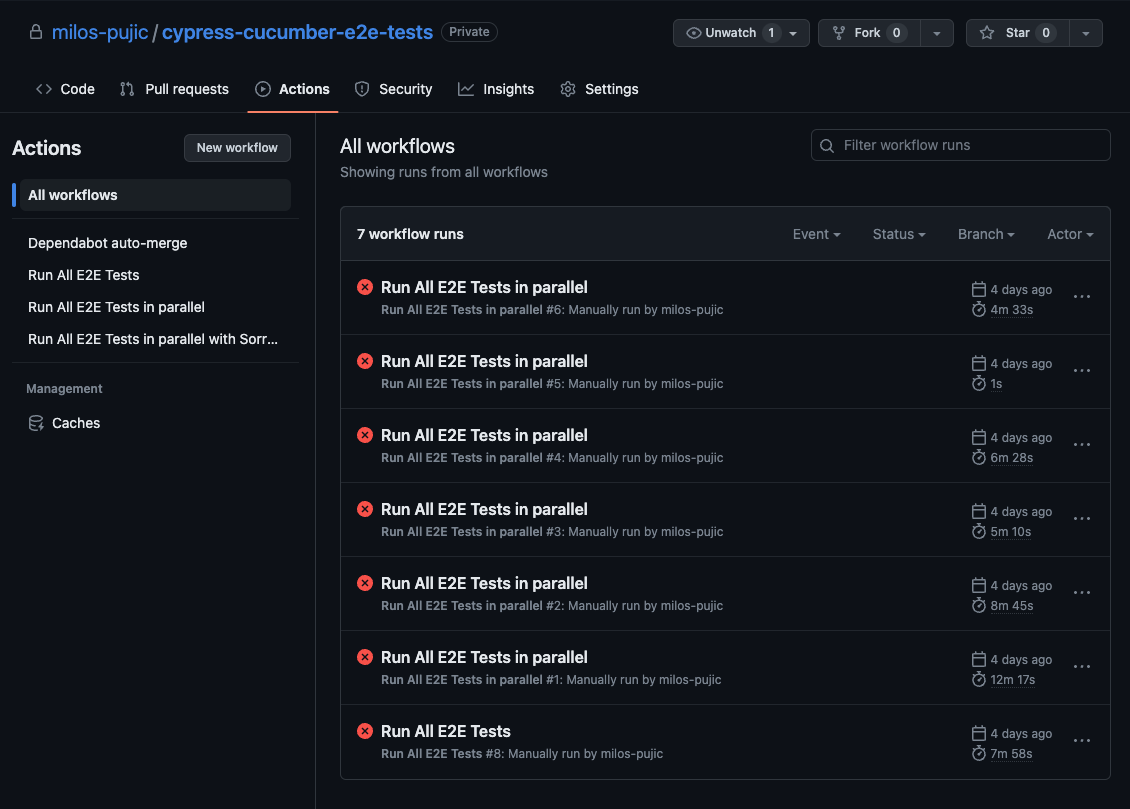 milos-pujic / cypress-cucumber-e2e-tests Private
Unwatch 1 Fork 0 Star 0
Code Pull requests Actions Security Insights Settings
Actions
New workflow
All workflows
Dependabot auto-merge
Run All E2E Tests
Run All E2E Tests in parallel
Run All E2E Tests in parallel with Sorr...
Management
Caches
All workflows
Showing runs from all workflows
Filter workflow runs
7 workflow runs
Event Status Branch Actor
Run All E2E Tests in parallel
Run All E2E Tests in parallel #6: Manually run by milos-pujic
4 days ago
4m 33s
Run All E2E Tests in parallel
Run All E2E Tests in parallel #5: Manually run by milos-pujic
4 days ago
1s
Run All E2E Tests in parallel
Run All E2E Tests in parallel #4: Manually run by milos-pujic
4 days ago
6m 28s
Run All E2E Tests in parallel
Run All E2E Tests in parallel #3: Manually run by milos-pujic
4 days ago
5m 10s
Run All E2E Tests in parallel
Run All E2E Tests in parallel #2: Manually run by milos-pujic
4 days ago
8m 45s
Run All E2E Tests in parallel
Run All E2E Tests in parallel #1: Manually run by milos-pujic
4 days ago
12m 17s
Run All E2E Tests
Run All E2E Tests #8: Manually run by milos-pujic
4 days ago
7m 58s